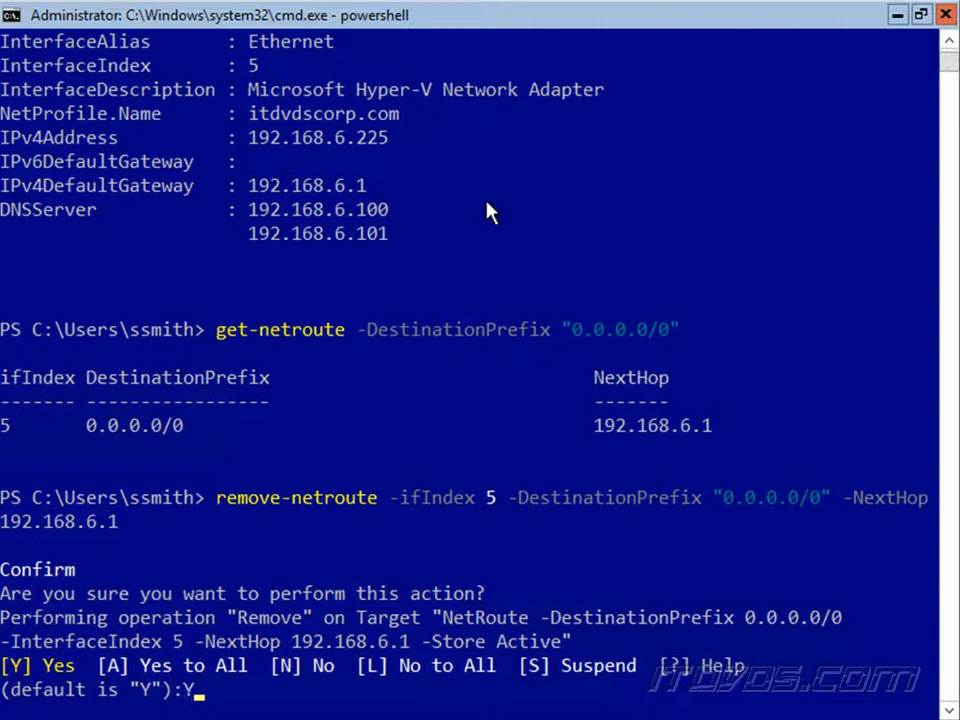 Administrator: C:\Windows\system32\cmd.exe - powershell
InterfaceAlias : Ethernet
InterfaceIndex : 5
InterfaceDescription : Microsoft Hyper-V Network Adapter
NetProfile.Name : itdvdscorp.com
IPv4Address : 192.168.6.225
IPv6DefaultGateway :
IPv4DefaultGateway : 192.168.6.1
DNSServer : 192.168.6.100
192.168.6.101
PS C:\Users\ssmith> get-netroute -DestinationPrefix "0.0.0.0/0"
ifIndex DestinationPrefix NextHop
------- ----------------- -------
5 0.0.0.0/0 192.168.6.1
PS C:\Users\ssmith> remove-netroute -ifIndex 5 -DestinationPrefix "0.0.0.0/0" -NextHop
192.168.6.1
Confirm
Are you sure you want to perform this action?
Performing operation "Remove" on Target "NetRoute -DestinationPrefix 0.0.0.0/0
-InterfaceIndex 5 -NextHop 192.168.6.1 -Store Active"
[Y] Yes [A] Yes to All [N] No [L] No to All [S] Suspend [?] Help
(default is "Y"):Y
itdvds.com